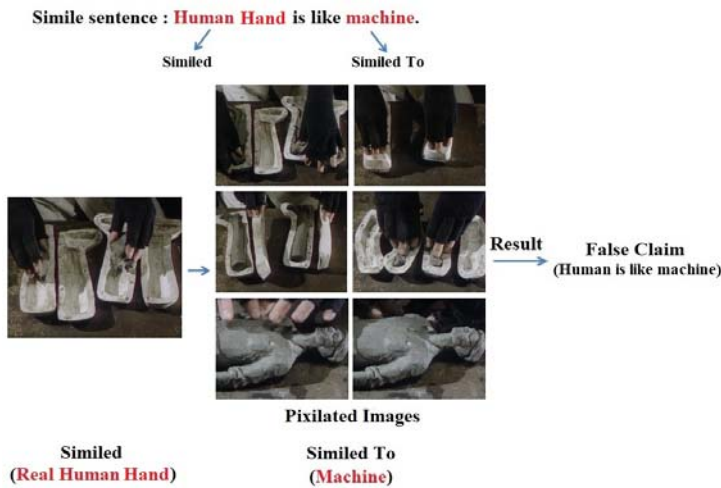 Simile sentence : Human Hand is like machine.
Similed
Similed To
Result
False Claim
(Human is like machine)
Pixilated Images
Similed
(Real Human Hand)
Similed To
(Machine)